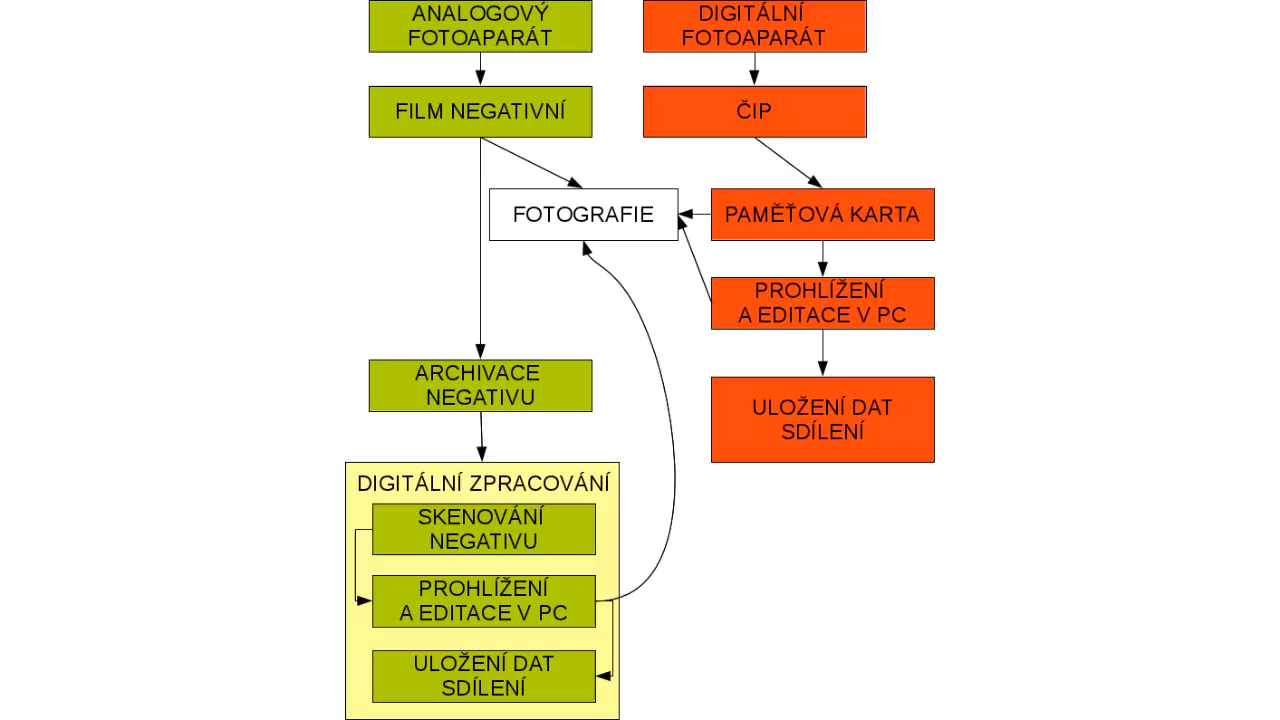 ANALOGOVÝ
FOTOAPARÁT
DIGITÁLNÍ
FOTOAPARÁT
FILM NEGATIVNÍ
ČIP
FOTOGRAFIE
PAMĚŤOVÁ KARTA
PROHLÍŽENÍ
A EDITACE V PC
ARCHIVACE
NEGATIVU
ULOŽENÍ DAT
SDÍLENÍ
DIGITÁLNÍ ZPRACOVÁNÍ
SKENOVÁNÍ
NEGATIVU
PROHLÍŽENÍ
A EDITACE V PC
ULOŽENÍ DAT
SDÍLENÍ